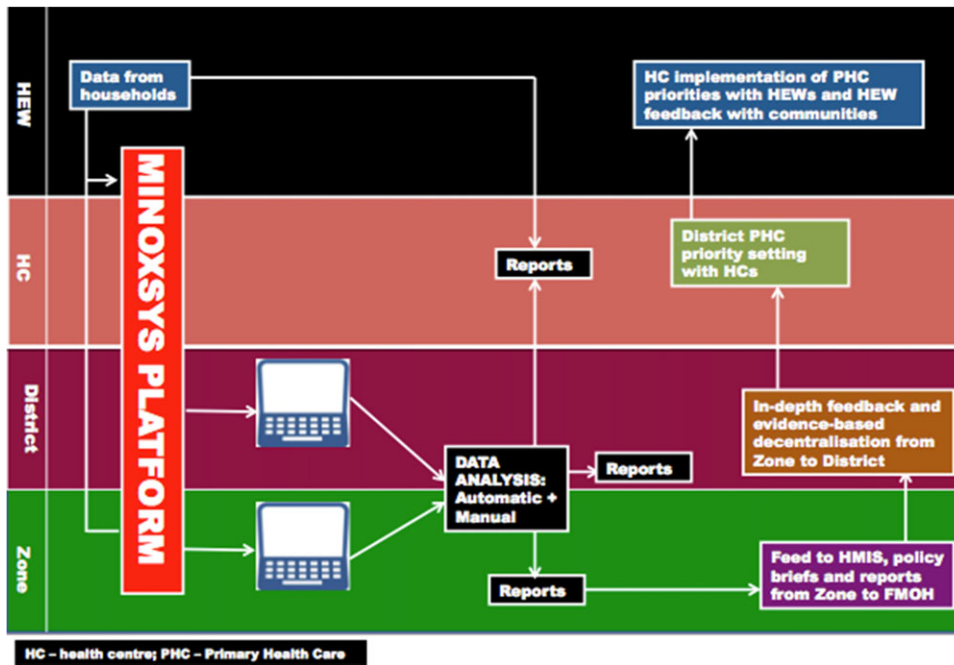 HEW
Data from
households
HC implementation of PHC
priorities with HEWs and HEW
feedback with communities
MINOXSYS PLATFORM
HC
Reports
District PHC
priority setting
with HCs
District
In-depth feedback and
evidence-based
decentralisation from
Zone to District
DATA
ANALYSIS:
Automatic +
Manual
Reports
Zone
Reports
Feed to HMIS, policy
briefs and reports
from Zone to FMOH
HC – health centre; PHC – Primary Health Care